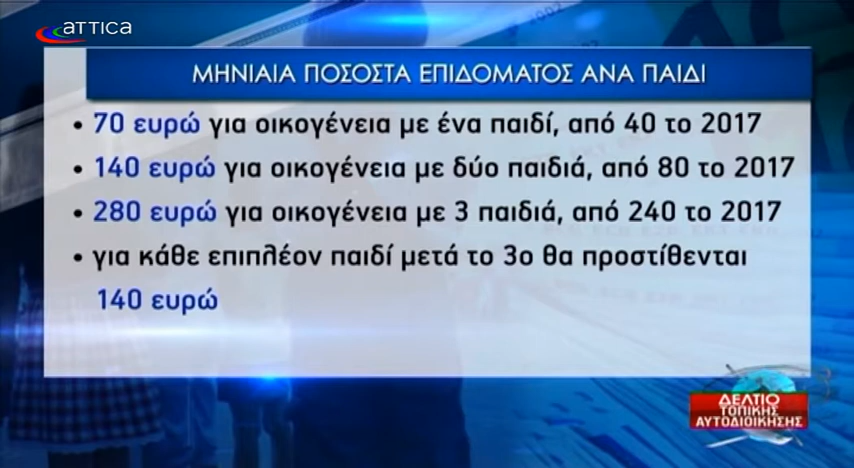 ATTICA
ΜΗΝΙΑΙΑ ΠΟΣΟΣΤΑ ΕΠΙΔΟΜΑΤΟΣ ΑΝΑ ΠΑΙΔΙ
• 70 ευρώ για οικογένεια με ένα παιδί, από 40 το 2017
• 140 ευρώ για οικογένεια με δύο παιδιά, από 80 το 2017
• 280 ευρώ για οικογένεια με 3 παιδιά, από 240 το 2017
• για κάθε επιπλέον παιδί μετά το 3ο θα προστίθενται
140 ευρώ
ΔΕΛΤΙΟ
ΤΟΠΙΚΗΣ
ΑΥΤΟΔΙΟΙΚΗΣΗΣ